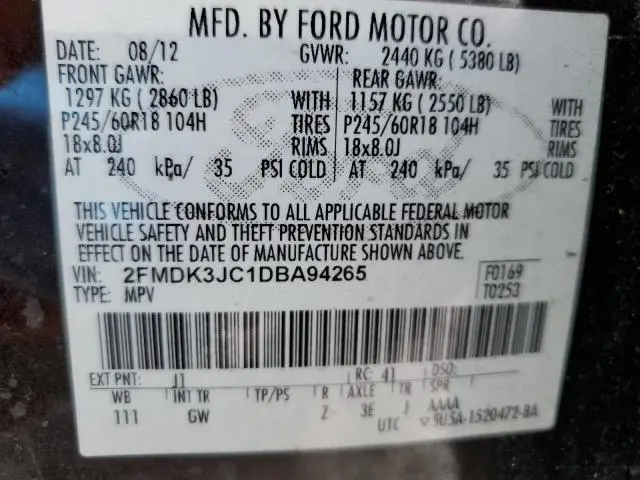 MFD. BY FORD MOTOR CO.
DATE: 08/12 GVWR: 2440 KG ( 5380 LB)
FRONT GAWR: REAR GAWR:
1297 KG ( 2860 LB) WITH 1157 KG ( 2550 LB) WITH
P245/60R18 104H TIRES P245/60R18 104H TIRES
18x8.0J RIMS 18x8.0J RIMS
AT 240 kPa/ 35 PSI COLD AT 240 kPa/ 35 PSI COLD
Ford
THIS VEHICLE CONFORMS TO ALL APPLICABLE FEDERAL MOTOR
VEHICLE SAFETY AND THEFT PREVENTION STANDARDS IN
EFFECT ON THE DATE OF MANUFACTURE SHOWN ABOVE.
VIN: 2FMDK3JC1DBA94265 F0169
TYPE: MPV T0253
EXT PNT: J1 RC: 41 DSO:
WB INT TR TP/PS R AXLE TR SPR
111 GW Z 3E J AAAA
UTC 9U5A-1520472-BA